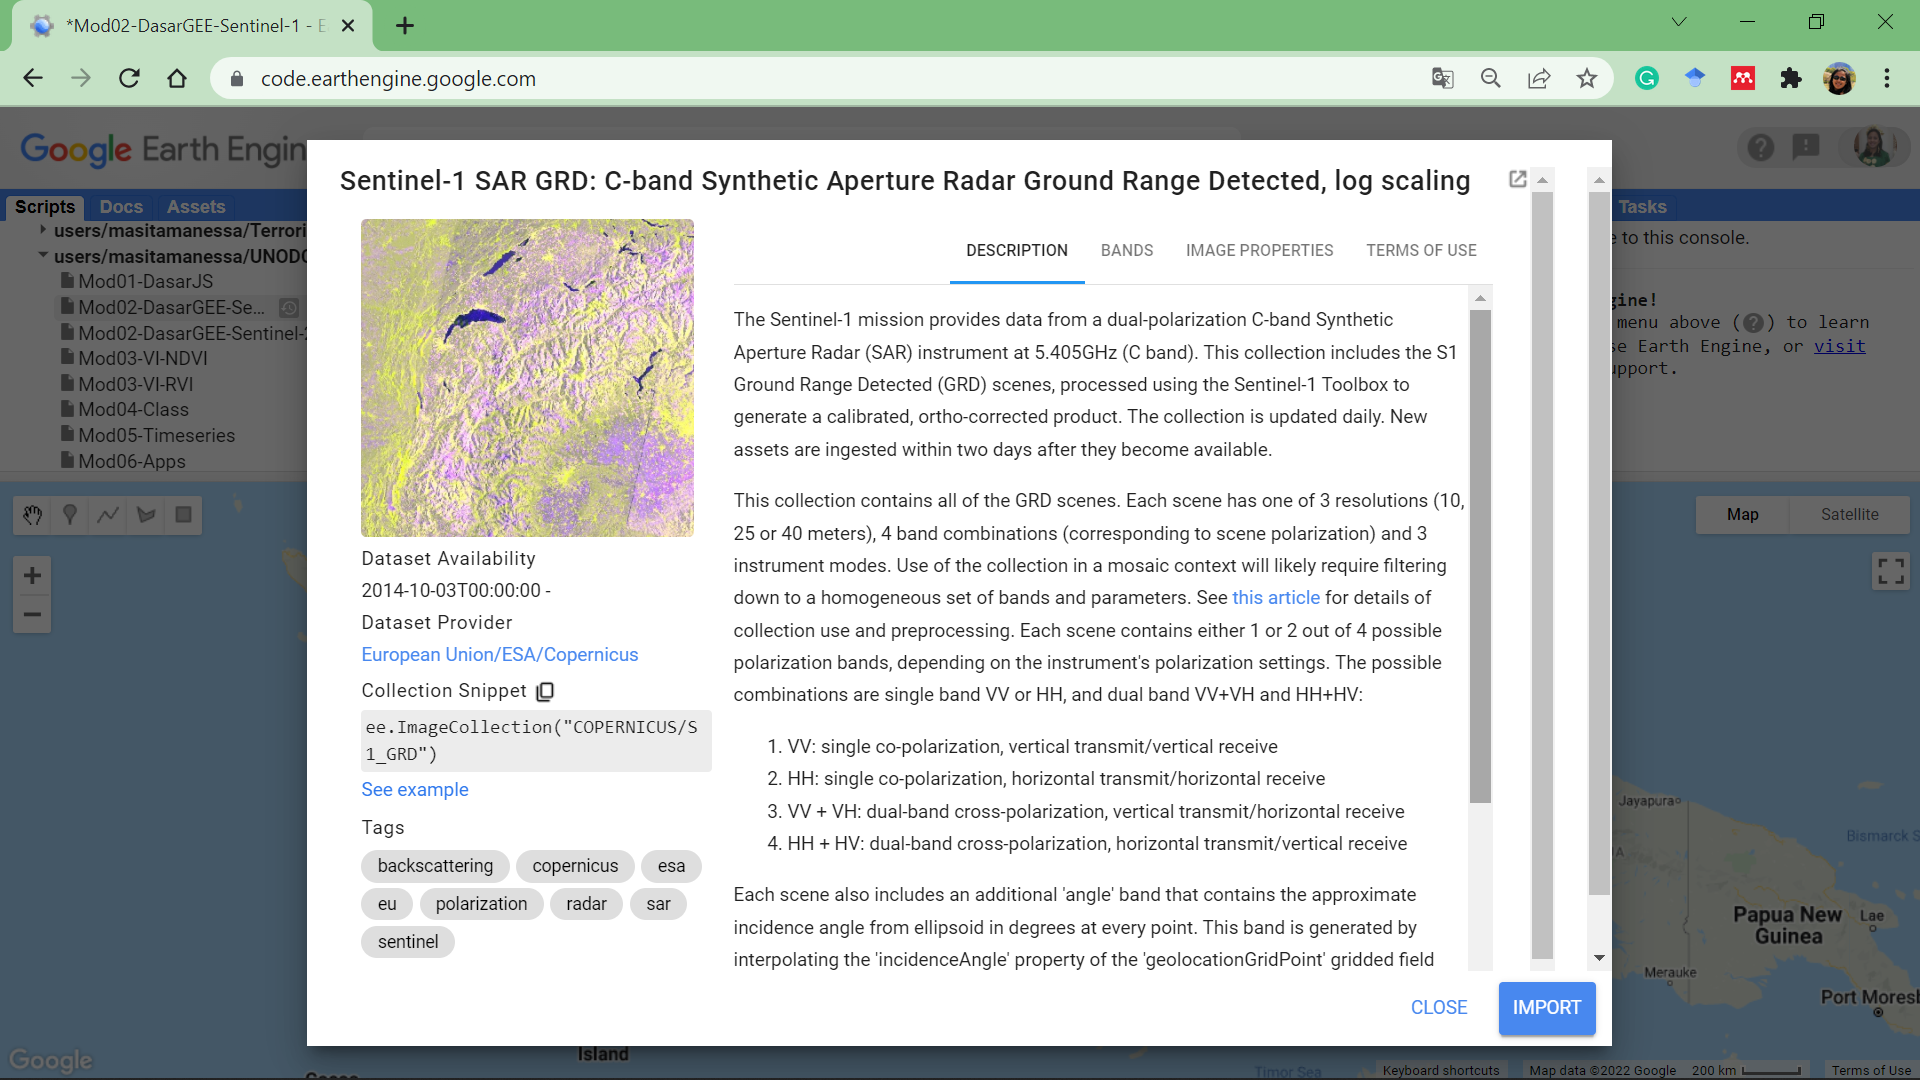 *Mod02-DasarGEE-Sentinel-1 - E
code.earthengine.google.com
Google Earth Engin
Scripts Docs Assets
Tasks
users/masitamanessa/Terrori
users/masitamanessa/UNODC
Mod01-DasarJS
Mod02-DasarGEE-Se...
Mod02-DasarGEE-Sentinel-2
Mod03-VI-NDVI
Mod03-VI-RVI
Mod04-Class
Mod05-Timeseries
Mod06-Apps
e to this console.
gine!
menu above (?) to learn
se Earth Engine, or visit
upport.
Sentinel-1 SAR GRD: C-band Synthetic Aperture Radar Ground Range Detected, log scaling
Dataset Availability
2014-10-03T00:00:00 -
Dataset Provider
European Union/ESA/Copernicus
Collection Snippet
ee.ImageCollection("COPERNICUS/S
1_GRD")
See example
Tags
backscattering copernicus esa
eu polarization radar sar
sentinel
DESCRIPTION BANDS IMAGE PROPERTIES TERMS OF USE
The Sentinel-1 mission provides data from a dual-polarization C-band Synthetic
Aperture Radar (SAR) instrument at 5.405GHz (C band). This collection includes the S1
Ground Range Detected (GRD) scenes, processed using the Sentinel-1 Toolbox to
generate a calibrated, ortho-corrected product. The collection is updated daily. New
assets are ingested within two days after they become available.
This collection contains all of the GRD scenes. Each scene has one of 3 resolutions (10,
25 or 40 meters), 4 band combinations (corresponding to scene polarization) and 3
instrument modes. Use of the collection in a mosaic context will likely require filtering
down to a homogeneous set of bands and parameters. See this article for details of
collection use and preprocessing. Each scene contains either 1 or 2 out of 4 possible
polarization bands, depending on the instrument's polarization settings. The possible
combinations are single band VV or HH, and dual band VV+VH and HH+HV:
1. VV: single co-polarization, vertical transmit/vertical receive
2. HH: single co-polarization, horizontal transmit/horizontal receive
3. VV + VH: dual-band cross-polarization, vertical transmit/horizontal receive
4. HH + HV: dual-band cross-polarization, horizontal transmit/vertical receive
Each scene also includes an additional 'angle' band that contains the approximate
incidence angle from ellipsoid in degrees at every point. This band is generated by
interpolating the 'incidenceAngle' property of the 'geolocationGridPoint' gridded field
CLOSE IMPORT
Map Satellite
Jayapura
Bismarck S
Papua New
Guinea
Lae
Merauke
Port Moresb
Google
Island
Timor Sea
Keyboard shortcuts Map data ©2022 Google 200 km Terms of Use